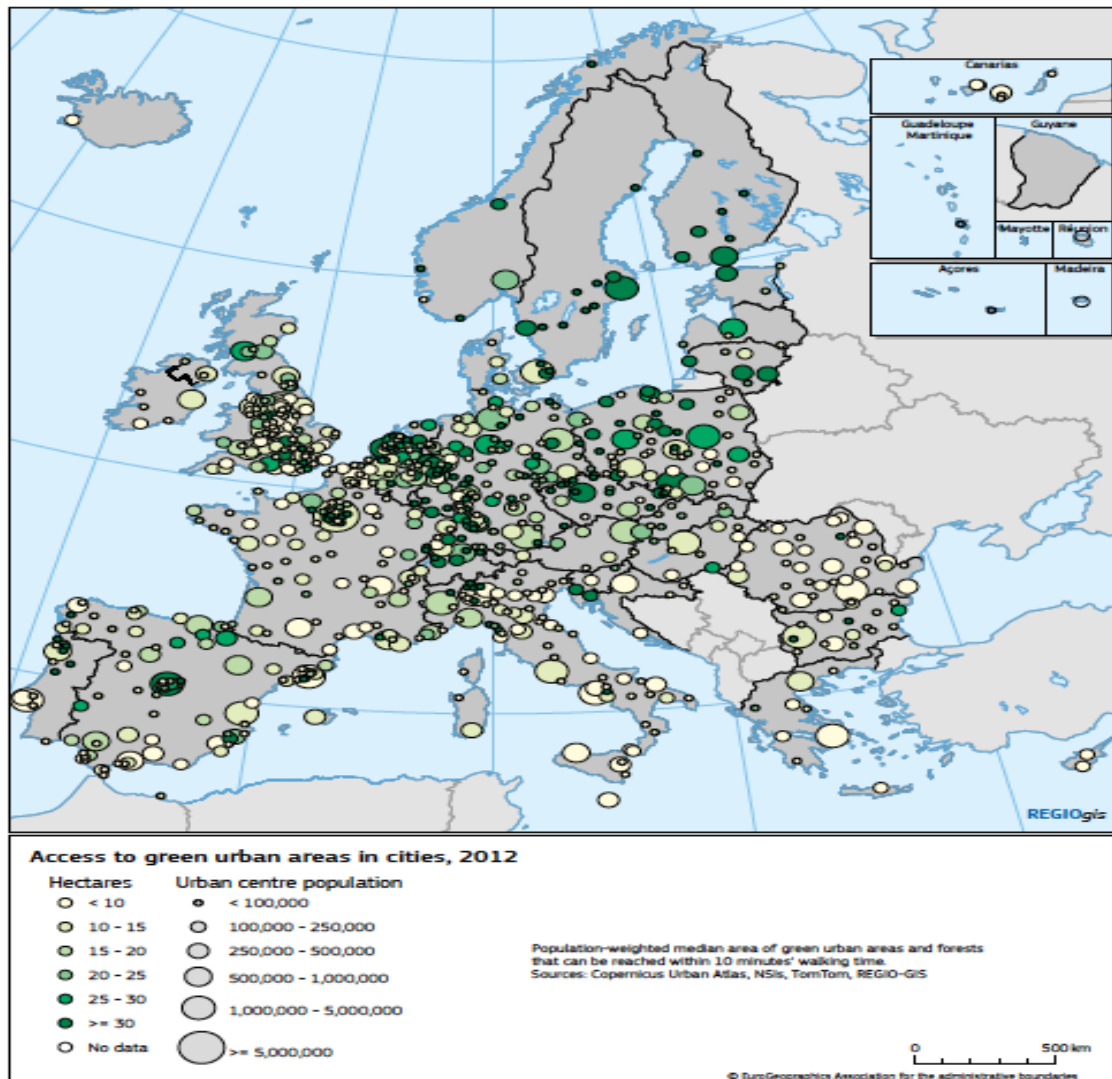 Canarias
Guadeloupe
Martinique
Guyane
Mayotte
Réunion
Açores
Madeira
REGIOgis
Access to green urban areas in cities, 2012
Hectares
< 10
10 - 15
15 - 20
20 - 25
25 - 30
>= 30
No data
Urban centre population
< 100,000
100,000 - 250,000
250,000 - 500,000
500,000 - 1,000,000
1,000,000 - 5,000,000
>= 5,000,000
Population-weighted median area of green urban areas and forests
that can be reached within 10 minutes' walking time.
Sources: Copernicus Urban Atlas, NSIs, TomTom, REGIO-GIS
0 500 km
© EuroGeographics Association for the administrative boundaries